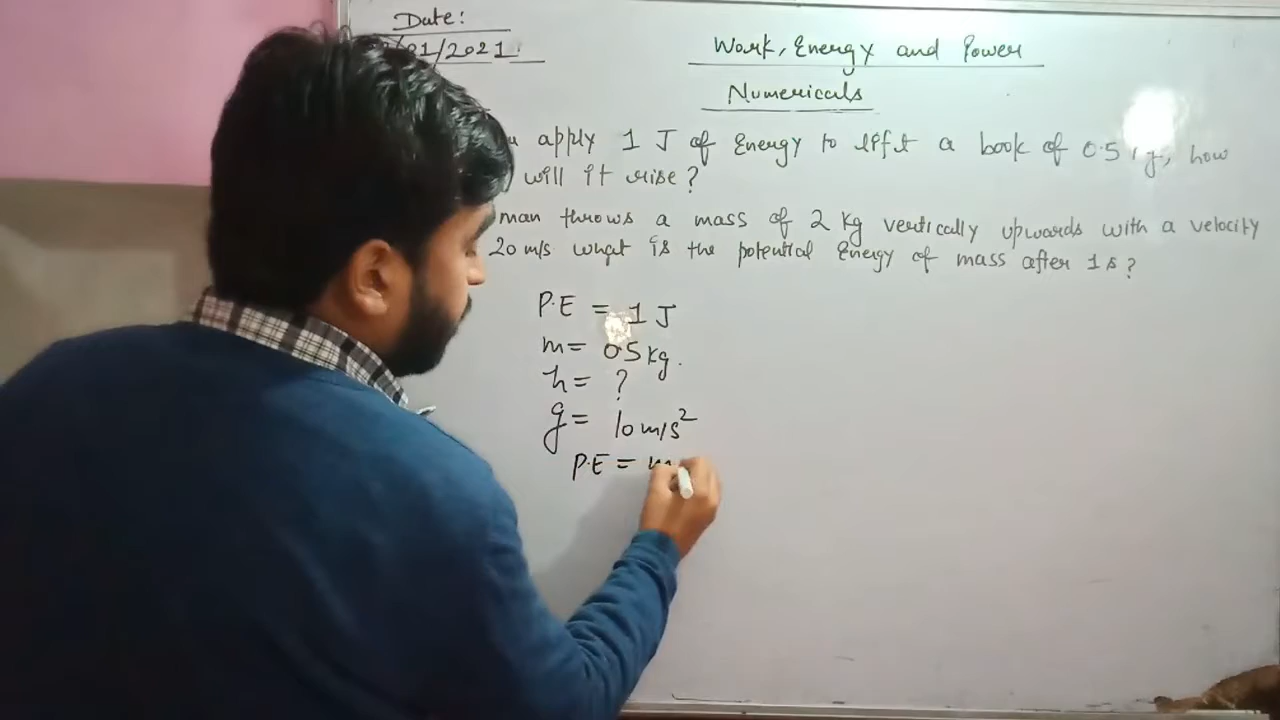 Date:
/01/2021.
Work, Energy and Power
Numericals
apply 1 J of Energy to lift a book of 0.5 , how
will it rise?
man throws a mass of 2 kg vertically upwards with a velocity
20 m/s what is the potential Energy of mass after 1 s?
P.E = 1 J
m = 0.5 kg.
h = ?
g = 10 m/s²
P.E = m